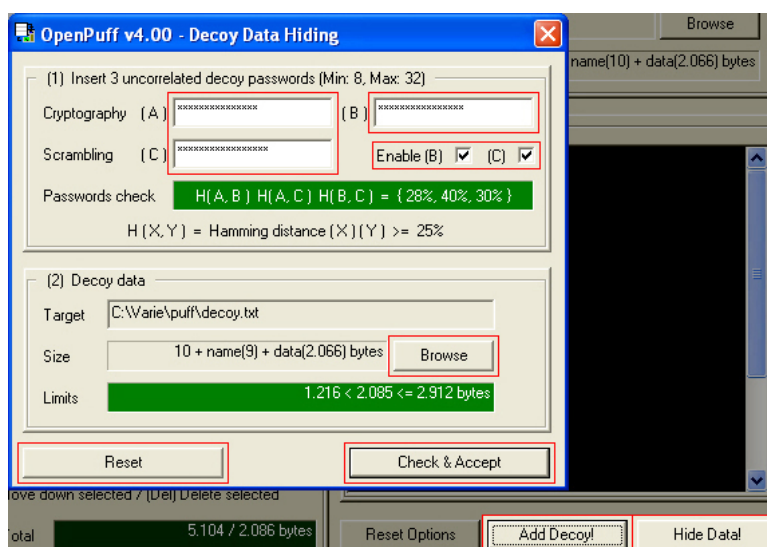 OpenPuff v4.00 - Decoy Data Hiding
Browse
name(10) + data(2.066) bytes
(1) Insert 3 uncorrelated decoy passwords (Min: 8, Max: 32)
Cryptography (A) *************** (B) ****************
Scrambling (C) ***************** Enable (B) (C)
Passwords check H(A, B) H(A, C) H(B, C) = { 28%, 40%, 30% }
H (X,Y) = Hamming distance (X)(Y) >= 25%
(2) Decoy data
Target C:\Varie\puff\decoy.txt
Size 10 + name(9) + data(2.066) bytes Browse
Limits 1.216 < 2.085 <= 2.912 bytes
Reset Check & Accept
down selected / (Del) Delete selected
5.104 / 2.086 bytes Reset Options Add Decoy! Hide Data!